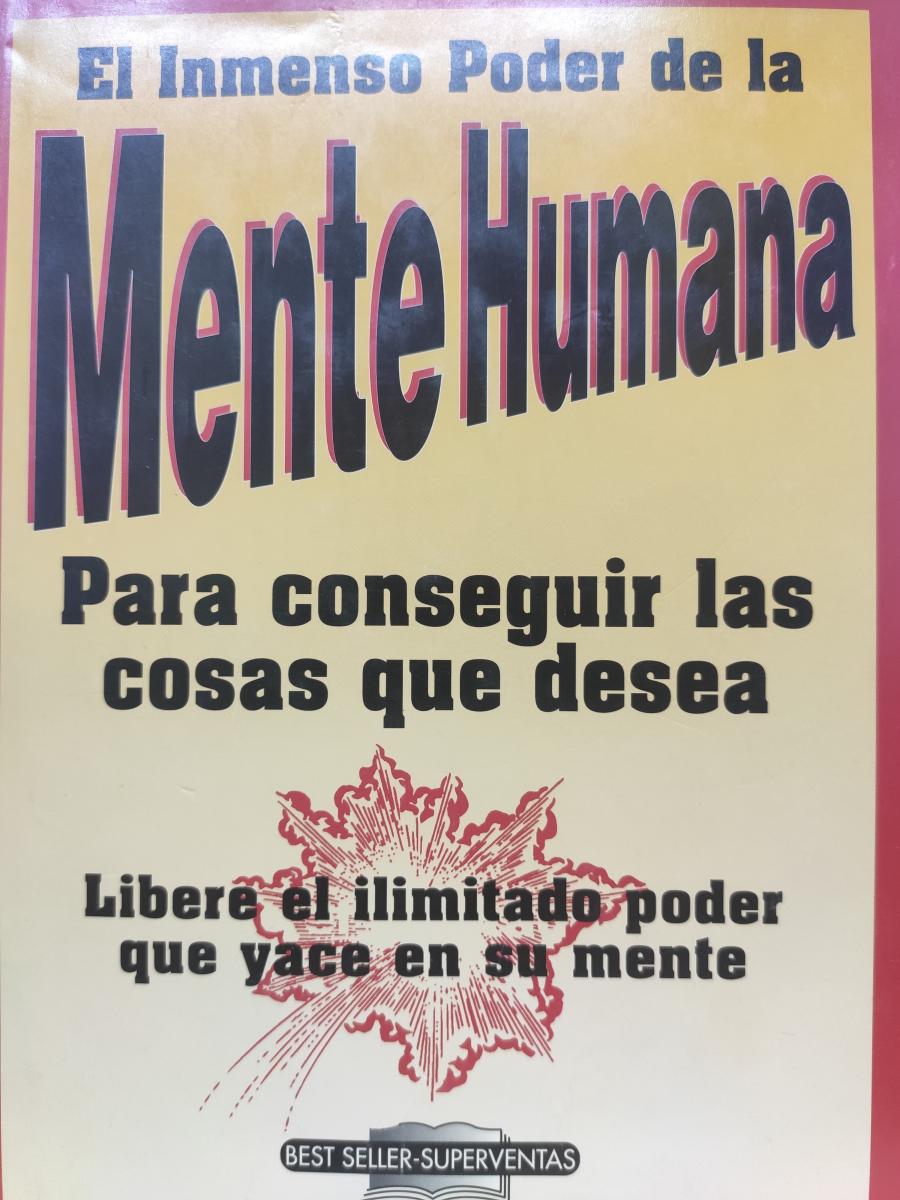 El Inmenso Poder de la
Mente Humana
Para conseguir las
cosas que desea
Libere el ilimitado poder
que yace en su mente
BEST SELLER-SUPERVENTAS